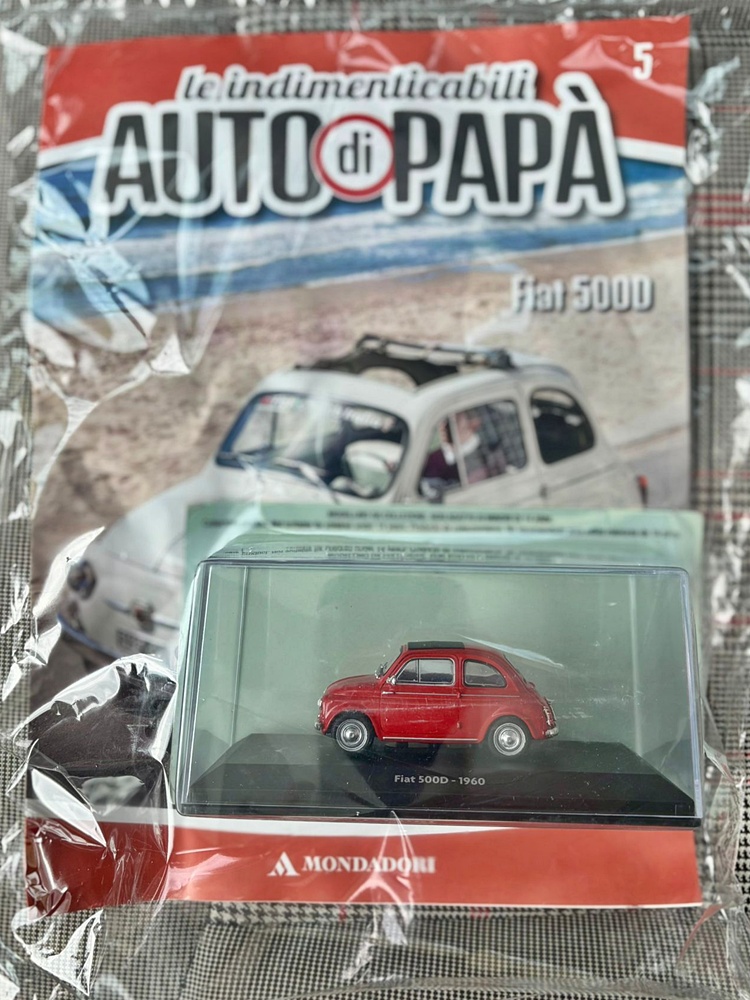 5
le indimenticabili
AUTO di PAPÀ
Fiat 500D
Fiat 500D - 1960
MONDADORI